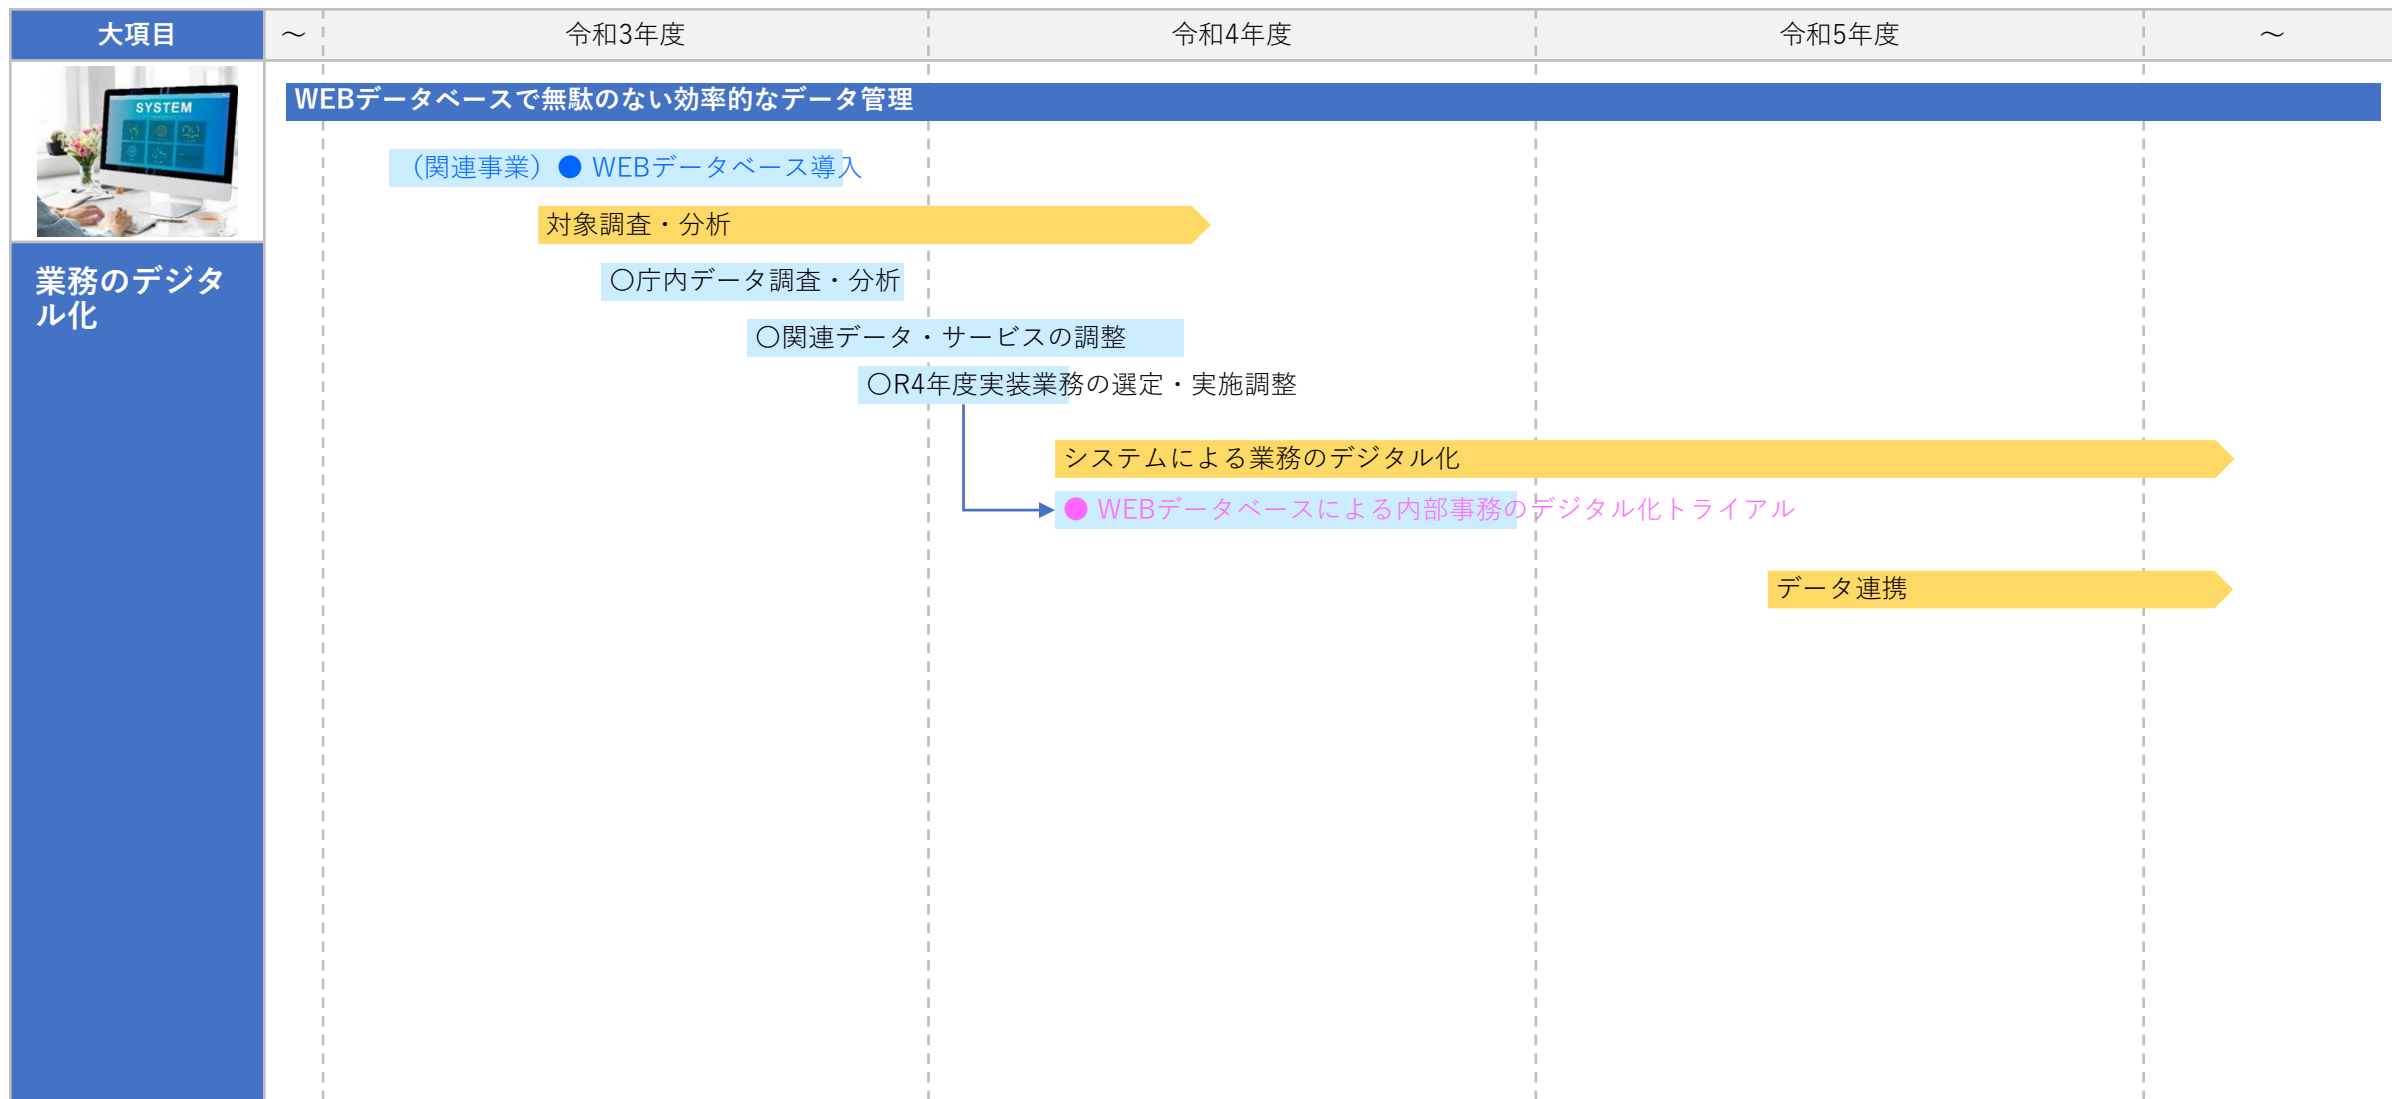 大項目
～
令和3年度
令和4年度
令和5年度
～
SYSTEM
WEBデータベースで無駄のない効率的なデータ管理
（関連事業）● WEBデータベース導入
対象調査・分析
業務のデジタ
ル化
〇庁内データ調査・分析
〇関連データ・サービスの調整
〇R4年度実装業務の選定・実施調整
システムによる業務のデジタル化
● WEBデータベースによる内部事務のデジタル化トライアル
データ連携